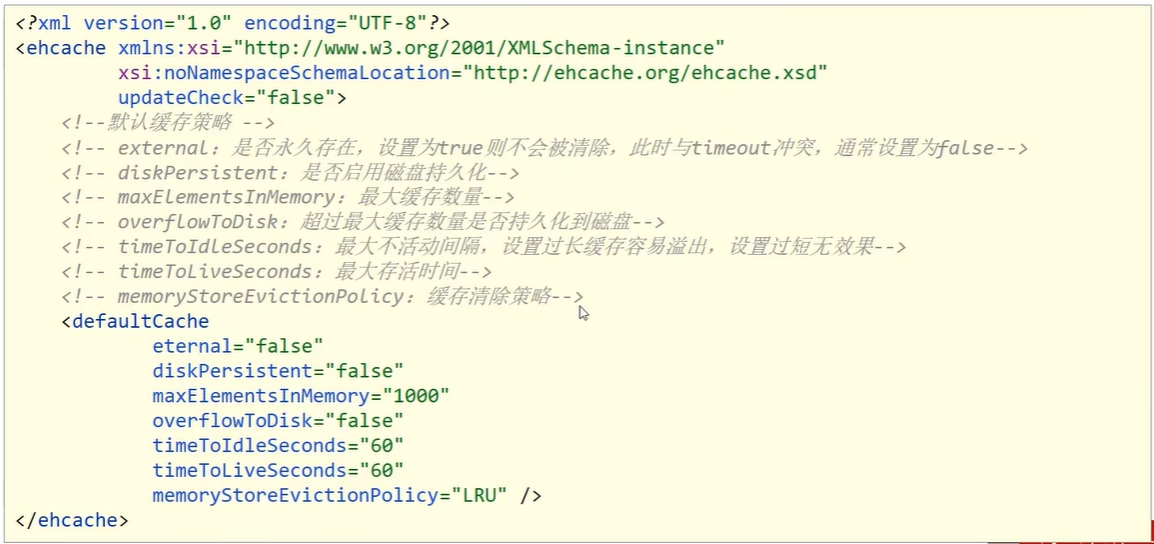 <?xml version="1.0" encoding="UTF-8"?>
<ehcache xmlns:xsi="http://www.w3.org/2001/XMLSchema-instance"
         xsi:noNamespaceSchemaLocation="http://ehcache.org/ehcache.xsd"
         updateCheck="false">
    <!--默认缓存策略 -->
    <!-- external：是否永久存在，设置为true则不会被清除，此时与timeout冲突，通常设置为false-->
    <!-- diskPersistent：是否启用磁盘持久化-->
    <!-- maxElementsInMemory：最大缓存数量-->
    <!-- overflowToDisk：超过最大缓存数量是否持久化到磁盘-->
    <!-- timeToIdleSeconds：最大不活动间隔，设置过长缓存容易溢出，设置过短无效果-->
    <!-- timeToLiveSeconds：最大存活时间-->
    <!-- memoryStoreEvictionPolicy：缓存清除策略-->
    <defaultCache
            eternal="false"
            diskPersistent="false"
            maxElementsInMemory="1000"
            overflowToDisk="false"
            timeToIdleSeconds="60"
            timeToLiveSeconds="60"
            memoryStoreEvictionPolicy="LRU" />
</ehcache>